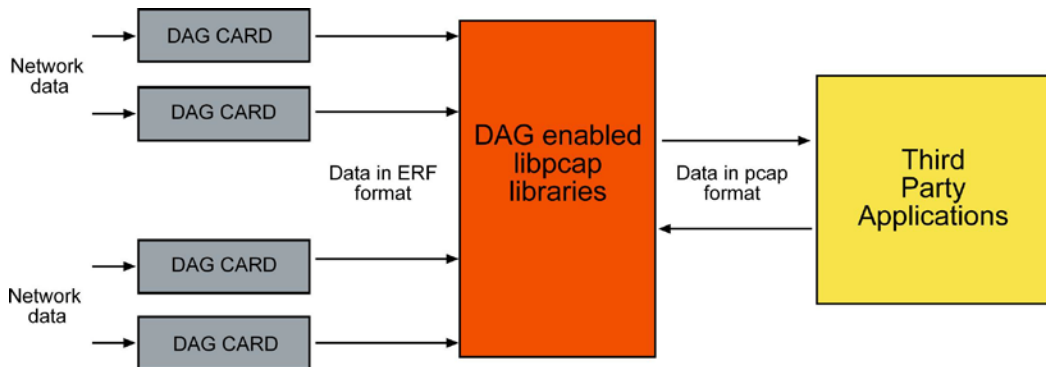 DAG CARD
Network
data
DAG CARD
Data in ERF
format
DAG CARD
Network
data
DAG CARD
DAG enabled
libpcap
libraries
Data in pcap
format
Third
Party
Applications